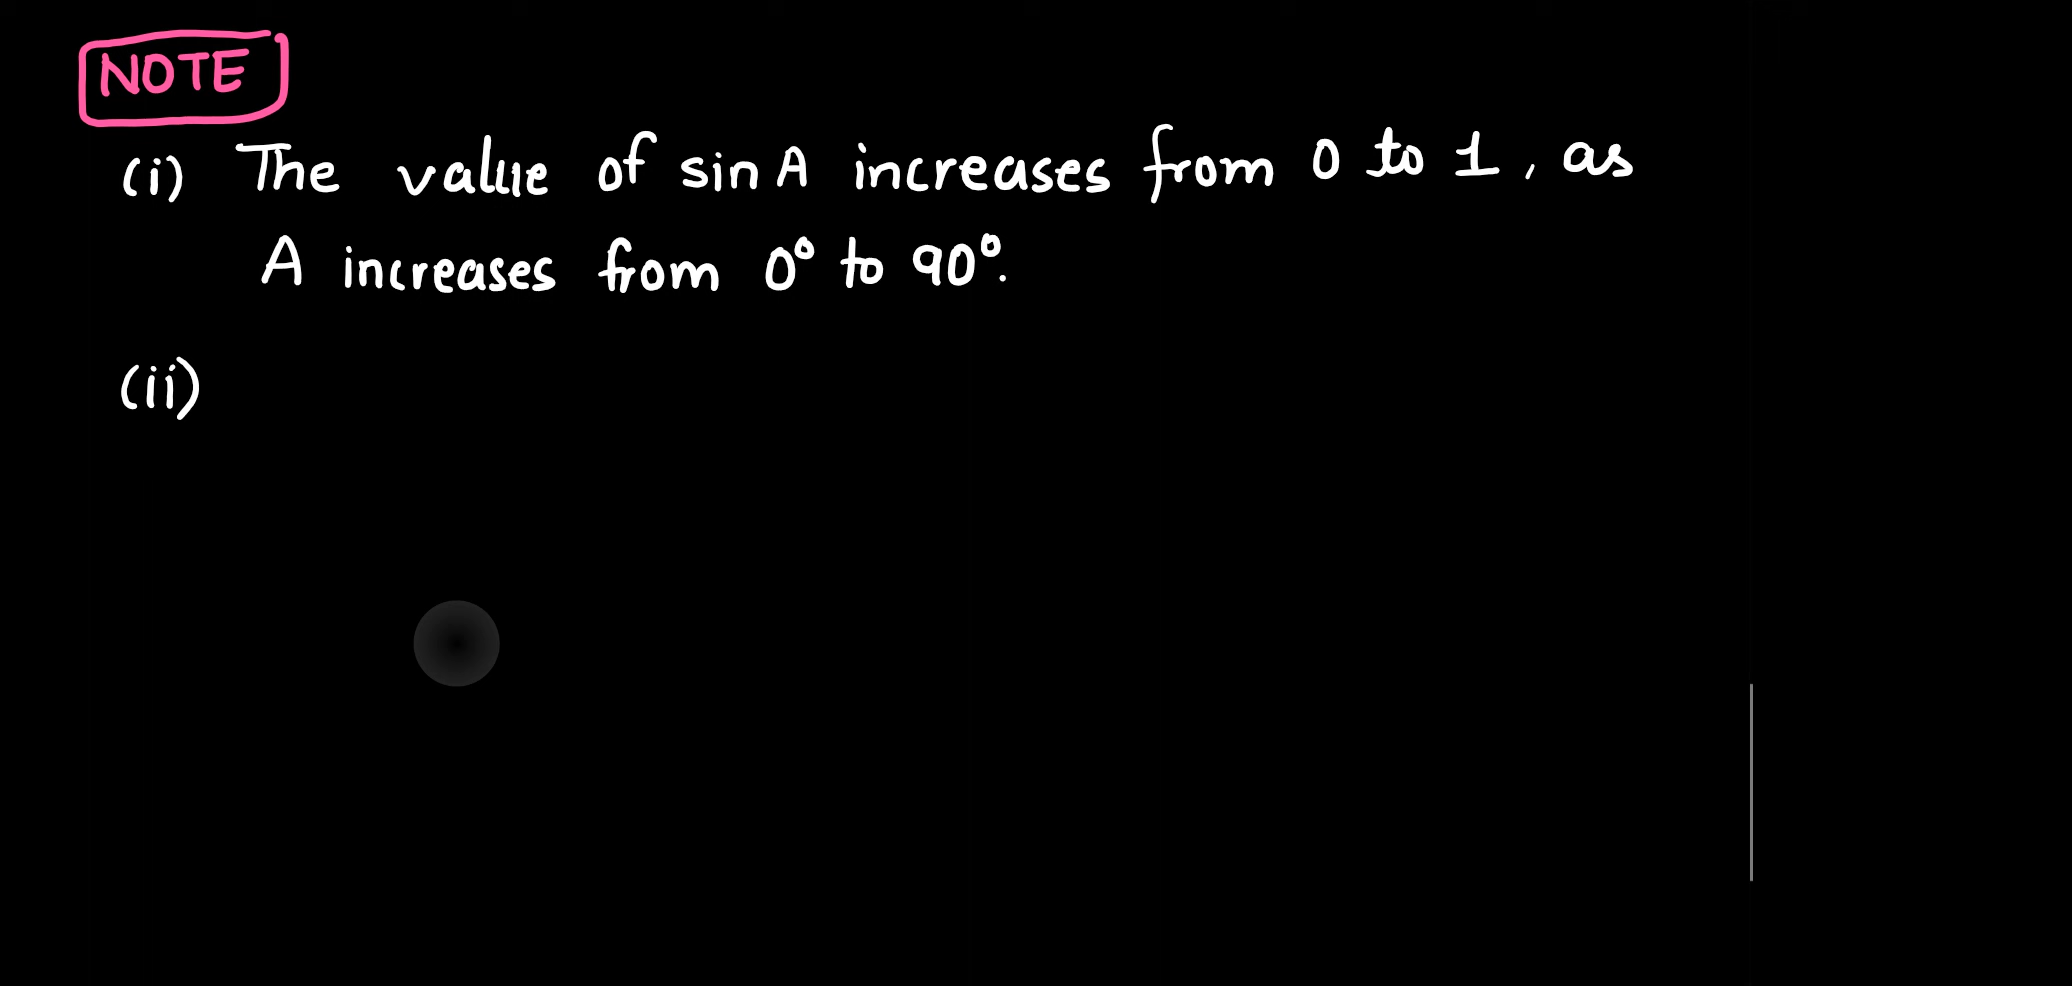 NOTE
(i) The value of sin A increases from 0 to 1, as
A increases from 0° to 90°.
(ii)